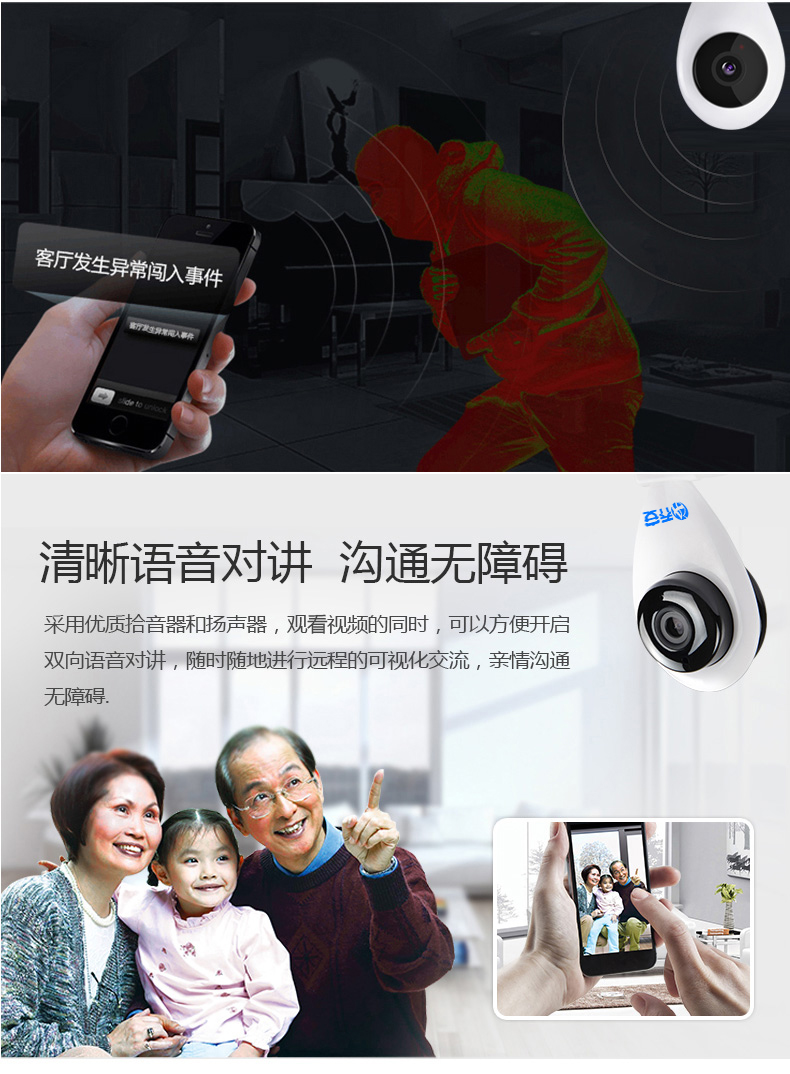 客厅发生异常闯入事件
客厅发生异常闯入事件
slide to unlock
乔安
清晰语音对讲 沟通无障碍
采用优质拾音器和扬声器，观看视频的同时，可以方便开启
双向语音对讲，随时随地进行远程的可视化交流，亲情沟通
无障碍.